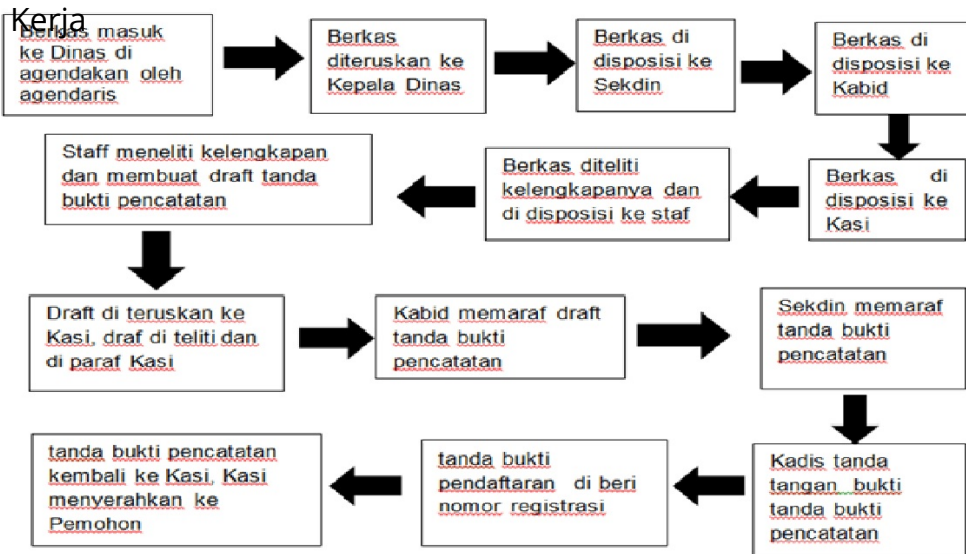 Kerja
Berkas masuk
ke Dinas di
agendakan oleh
agendaris
Berkas
diteruskan ke
Kepala Dinas
Berkas di
disposisi ke
Sekdin
Berkas di
disposisi ke
Kabid
Berkas di
disposisi ke
Kasi
Berkas diteliti
kelengkapanya dan
di disposisi ke staf
Staff meneliti kelengkapan
dan membuat draft tanda
bukti pencatatan
Draft di teruskan ke
Kasi, draf di teliti dan
di paraf Kasi
Kabid memaraf draft
tanda bukti
pencatatan
Sekdin memaraf
tanda bukti
pencatatan
Kadis tanda
tangan bukti
tanda bukti
pencatatan
tanda bukti
pendaftaran di beri
nomor registrasi
tanda bukti pencatatan
kembali ke Kasi, Kasi
menyerahkan ke
Pemohon